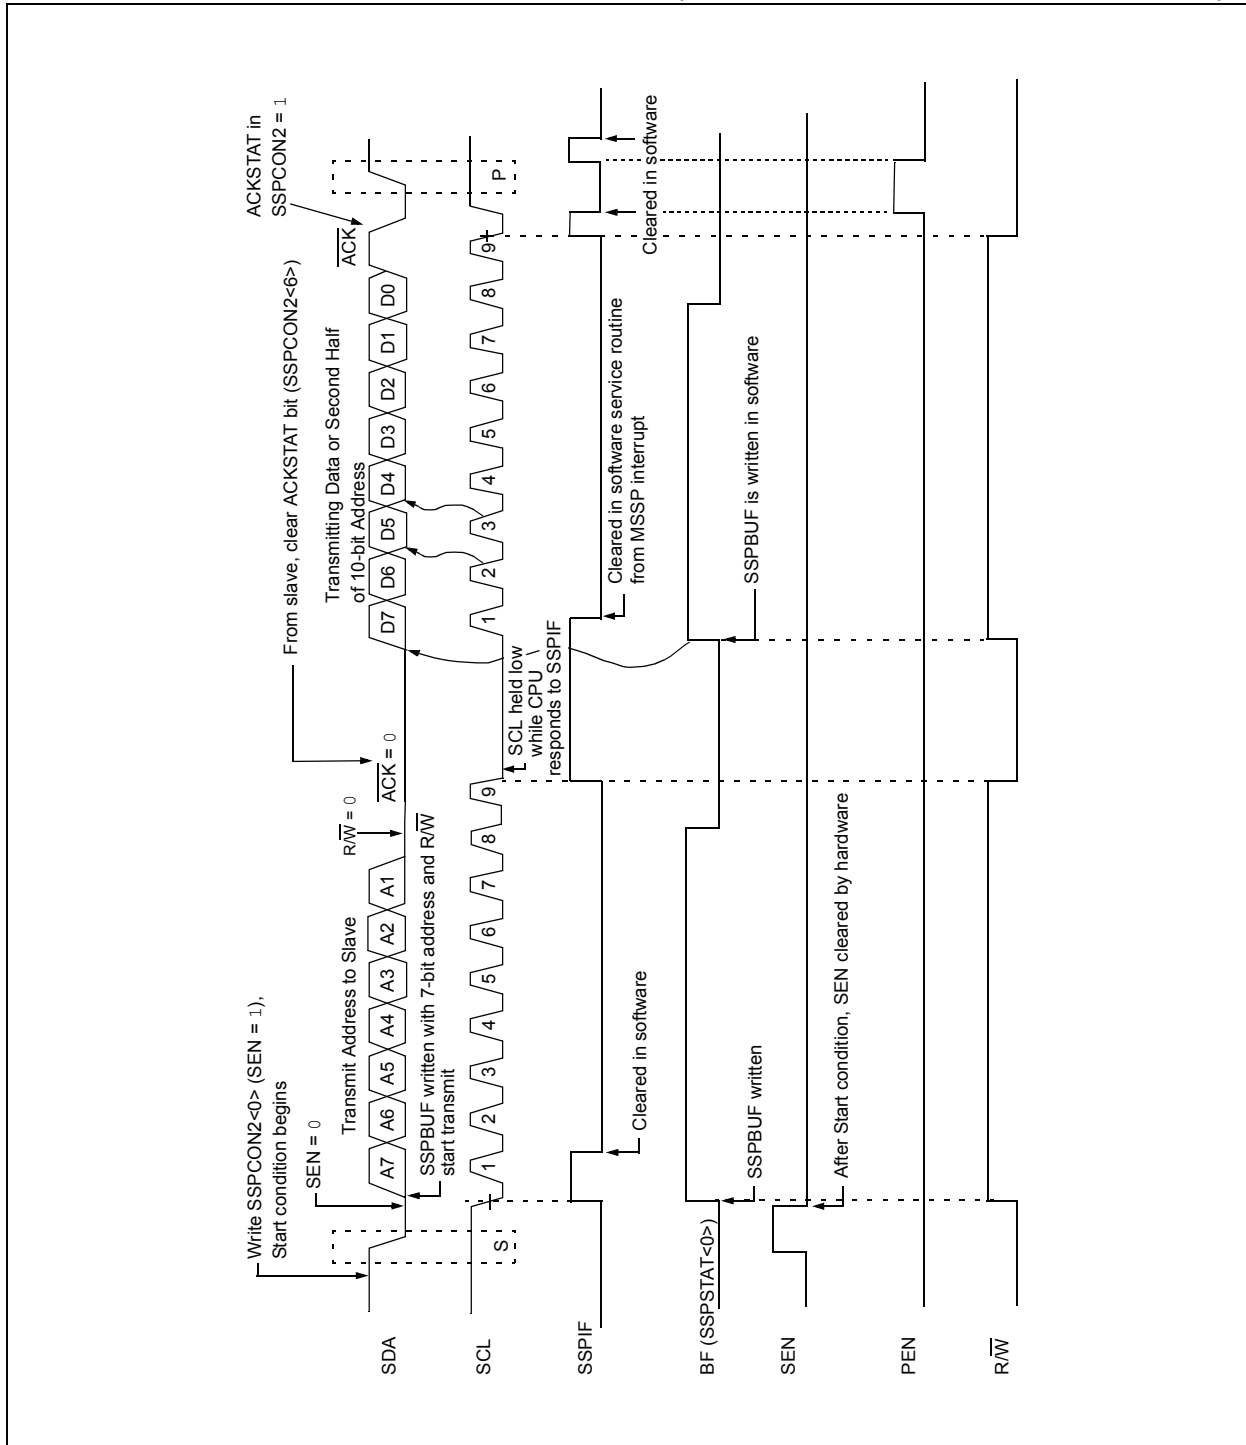 Write SSPCON2<0> (SEN = 1),
Start condition begins
SEN = 0
Transmit Address to Slave
R/W = 0
From slave, clear ACKSTAT bit (SSPCON2<6>)
ACK = 0
Transmitting Data or Second Half
of 10-bit Address
ACKSTAT in
SSPCON2 = 1
ACK
SDA
A7 A6 A5 A4 A3 A2 A1
D7 D6 D5 D4 D3 D2 D1 D0
SSPBUF written with 7-bit address and R/W
start transmit
SCL
S
1 2 3 4 5 6 7 8 9
1 2 3 4 5 6 7 8 9
P
SCL held low
while CPU
responds to SSPIF
SSPIF
Cleared in software
Cleared in software service routine
from MSSP interrupt
Cleared in software
Cleared in software
BF (SSPSTAT<0>)
SSPBUF written
SSPBUF is written in software
SEN
After Start condition, SEN cleared by hardware
PEN
R/W